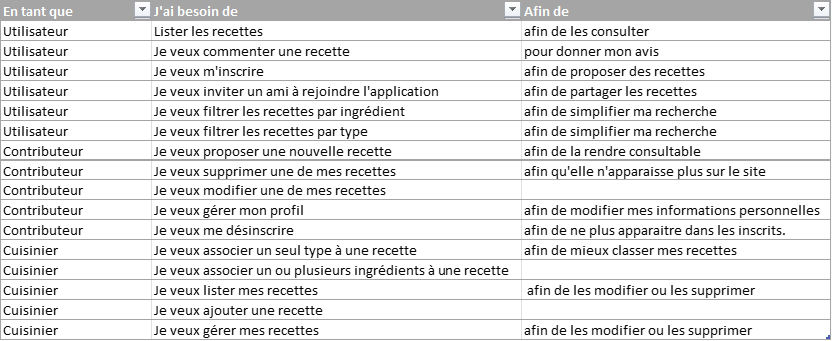 En tant que J'ai besoin de Afin de
Utilisateur Lister les recettes afin de les consulter
Utilisateur Je veux commenter une recette pour donner mon avis
Utilisateur Je veux m'inscrire afin de proposer des recettes
Utilisateur Je veux inviter un ami à rejoindre l'application afin de partager les recettes
Utilisateur Je veux filtrer les recettes par ingrédient afin de simplifier ma recherche
Utilisateur Je veux filtrer les recettes par type afin de simplifier ma recherche
Contributeur Je veux proposer une nouvelle recette afin de la rendre consultable
Contributeur Je veux supprimer une de mes recettes afin qu'elle n'apparaisse plus sur le site
Contributeur Je veux modifier une de mes recettes
Contributeur Je veux gérer mon profil afin de modifier mes informations personnelles
Contributeur Je veux me désinscrire afin de ne plus apparaitre dans les inscrits.
Cuisinier Je veux associer un seul type à une recette afin de mieux classer mes recettes
Cuisinier Je veux associer un ou plusieurs ingrédients à une recette
Cuisinier Je veux lister mes recettes afin de les modifier ou les supprimer
Cuisinier Je veux ajouter une recette
Cuisinier Je veux gérer mes recettes afin de les modifier ou les supprimer